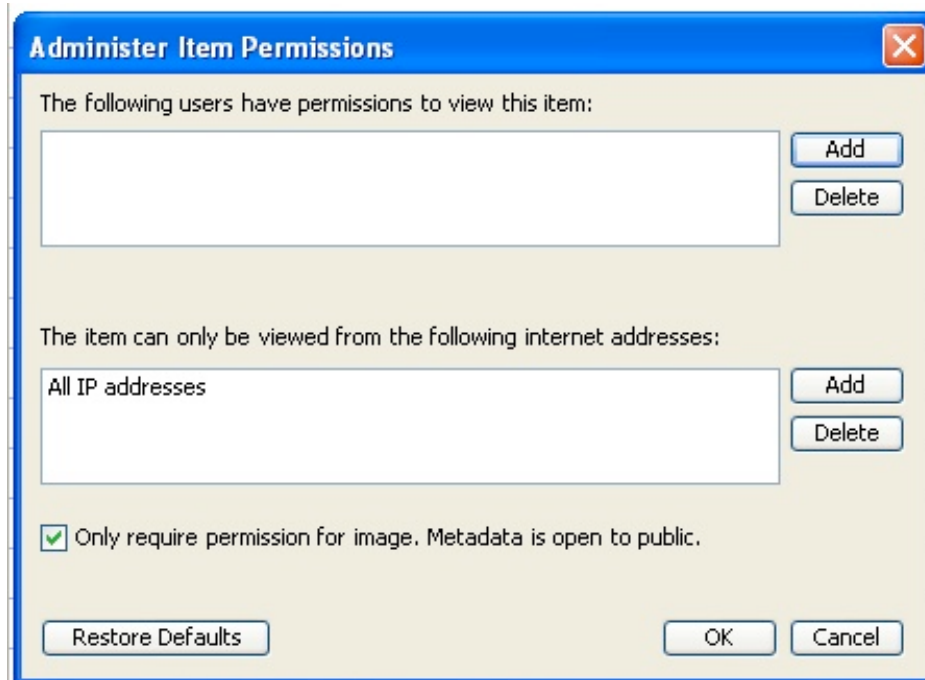 Administer Item Permissions
The following users have permissions to view this item:
Add
Delete
The item can only be viewed from the following internet addresses:
All IP addresses
Add
Delete
Only require permission for image. Metadata is open to public.
Restore Defaults
OK
Cancel